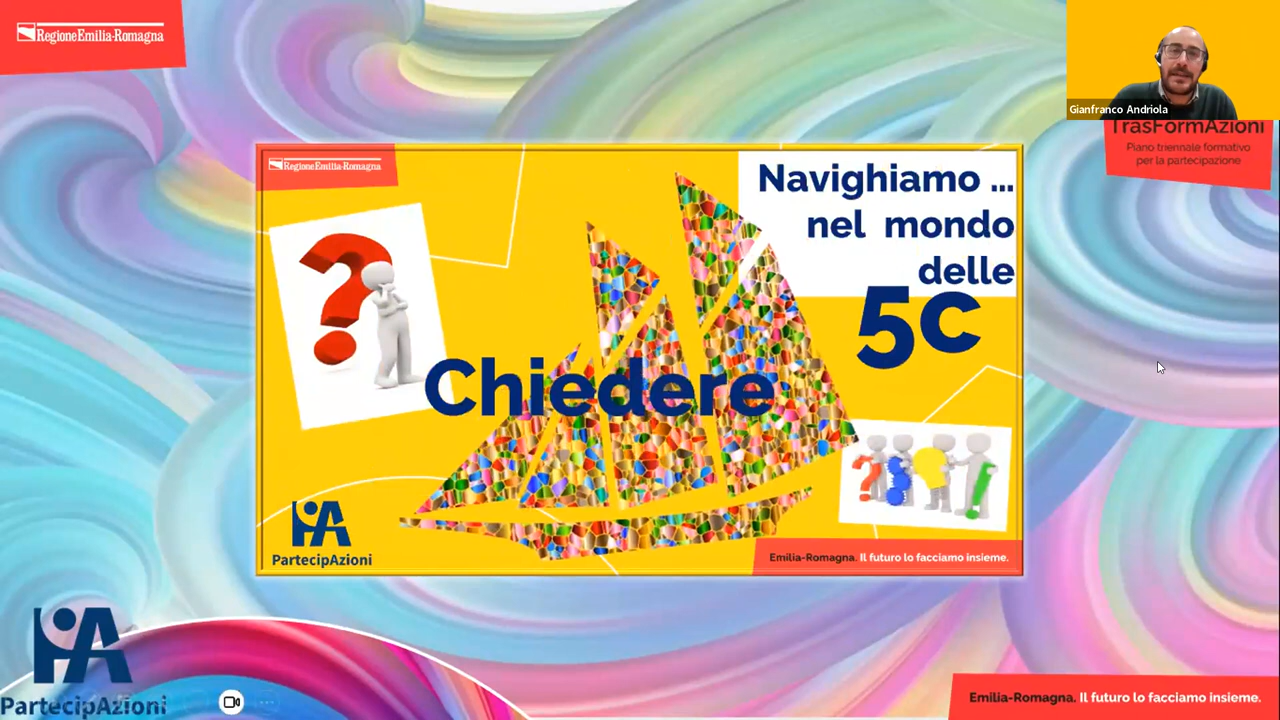 RegioneEmilia-Romagna
Gianfranco Andriola
TrasFormAzioni
Piano triennale formativo
per la partecipazione
RegioneEmilia-Romagna
Navighiamo ...
nel mondo
delle
5c
Chiedere
PartecipAzioni
Emilia-Romagna. Il futuro lo facciamo insieme.
PartecipAzioni
Emilia-Romagna. Il futuro lo facciamo insieme.